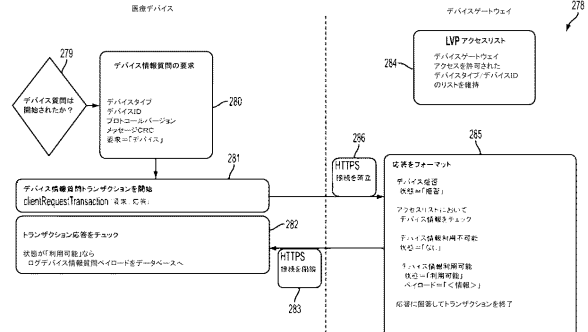 医療デバイス
デバイスゲートウェイ
278
279
デバイス質問は
開始されたか？
デバイス情報質問の要求
デバイスタイプ
デバイスID
プロトコールバージョン
メッセージCRC
要求=「デバイス」
280
LVP アクセスリスト
デバイスゲートウェイ
アクセスを許可された
デバイスタイプ/デバイスID
のリストを維持
284
281
デバイス情報質問トランザクションを開始
clientRequestTransaction 要求、応答
286
HTTPS
接続を確立
285
応答をフォーマット
デバイス
状態=
アクセスリストにおいて
デバイス情報をチェック
デバイス情報利用不可能
状態=「なし」
デバイス情報利用可能
状態=「利用可能」
ペイロード=「<情報>」
応答に回答してトランザクションを終了
282
トランザクション応答をチェック
状態が「利用可能」なら
ログデバイス情報質問ペイロードをデータベースへ
HTTPS
接続を開始
283